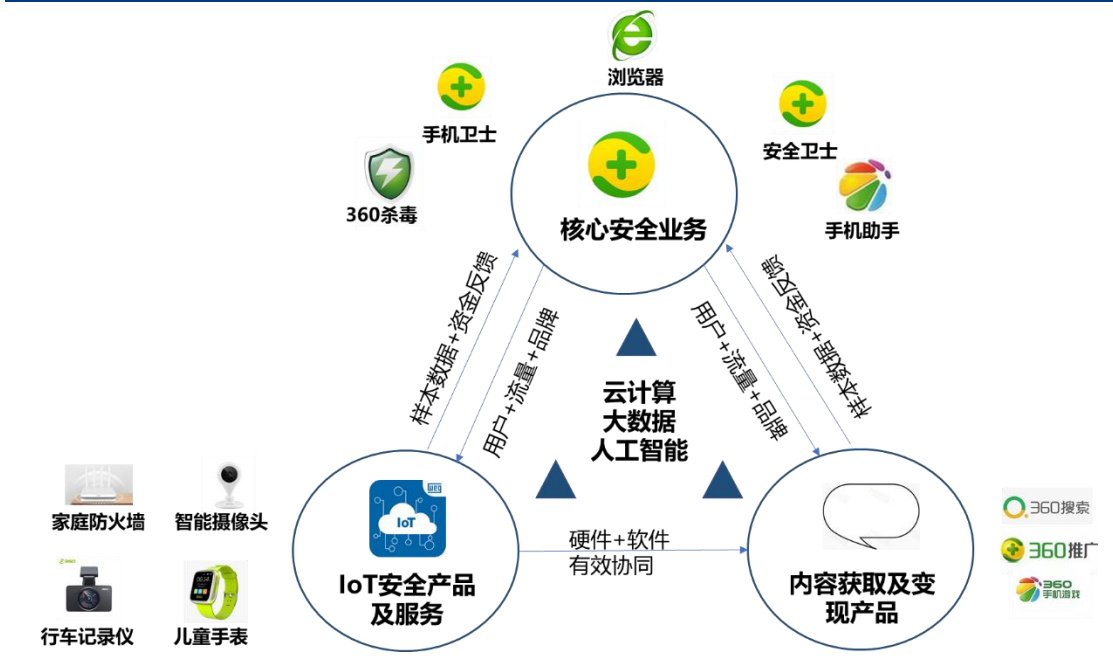 浏览器
手机卫士
安全卫士
360杀毒
手机助手
核心安全业务
样本数据+资金反馈
用户+流量+品牌
用户+流量+品牌
样本数据+资金反馈
云计算
大数据
人工智能
家庭防火墙
智能摄像头
行车记录仪
儿童手表
IoT
IoT安全产品
及服务
硬件+软件
有效协同
内容获取及变
现产品
360搜索
360推广
360
手机游戏